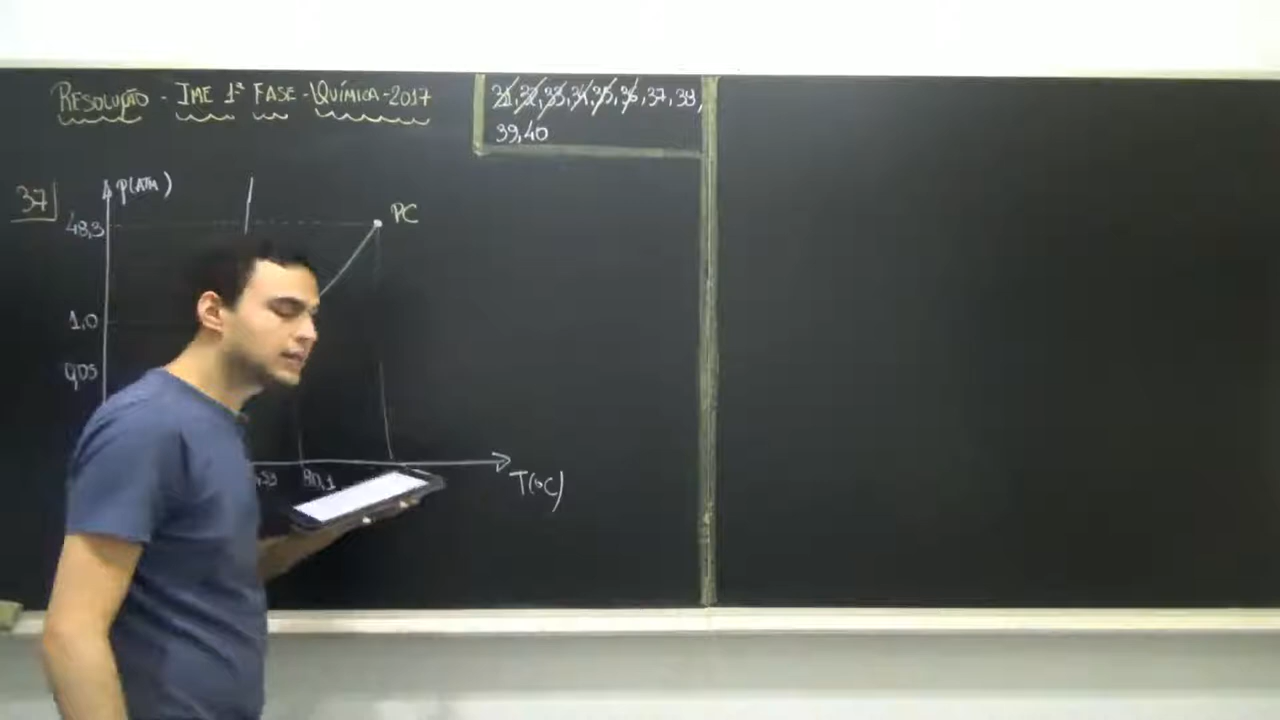 RESOLUÇÃO - IME 1ª FASE - QUÍMICA - 2017
31, 32, 33, 34, 35, 36, 37, 38,
39, 40
37
P(ATM)
48,3
PC
1,0
0,05
80,1
T(°C)